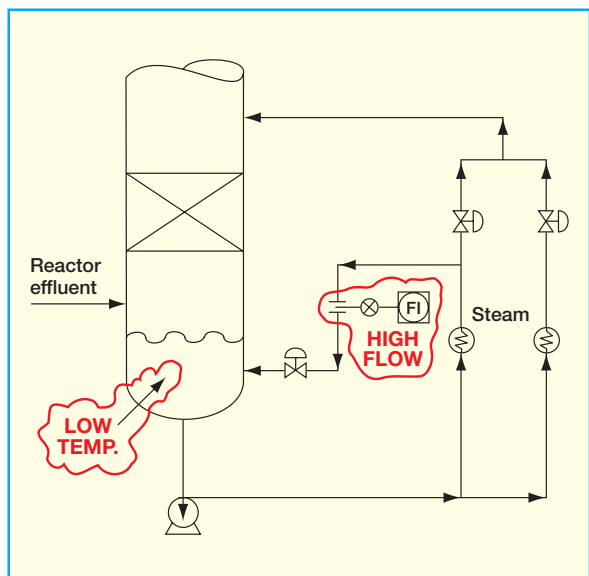 Reactor
effluent
FI
Steam
HIGH
FLOW
LOW
TEMP.